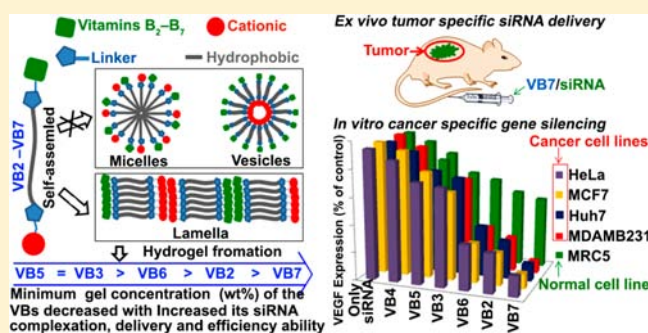 Vitamins B2–B7
Cationic
Linker
Hydrophobic
VB2 –VB7
Self-assembled
Micelles
Vesicles
Lamella
Hydrogel fromation
VB5 = VB3 > VB6 > VB2 > VB7
Minimum gel concentration (wt%) of the
VBs decreased with Increased its siRNA
complexation, delivery and efficiency ability
Ex vivo tumor specific siRNA delivery
Tumor
VB7/siRNA
In vitro cancer specific gene silencing
Cancer cell lines
HeLa
MCF7
Huh7
MDAMB231
MRC5
Normal cell line
VEGF Expression (% of control)
Only
siRNA
VB4
VB5
VB3
VB6
VB2
VB7